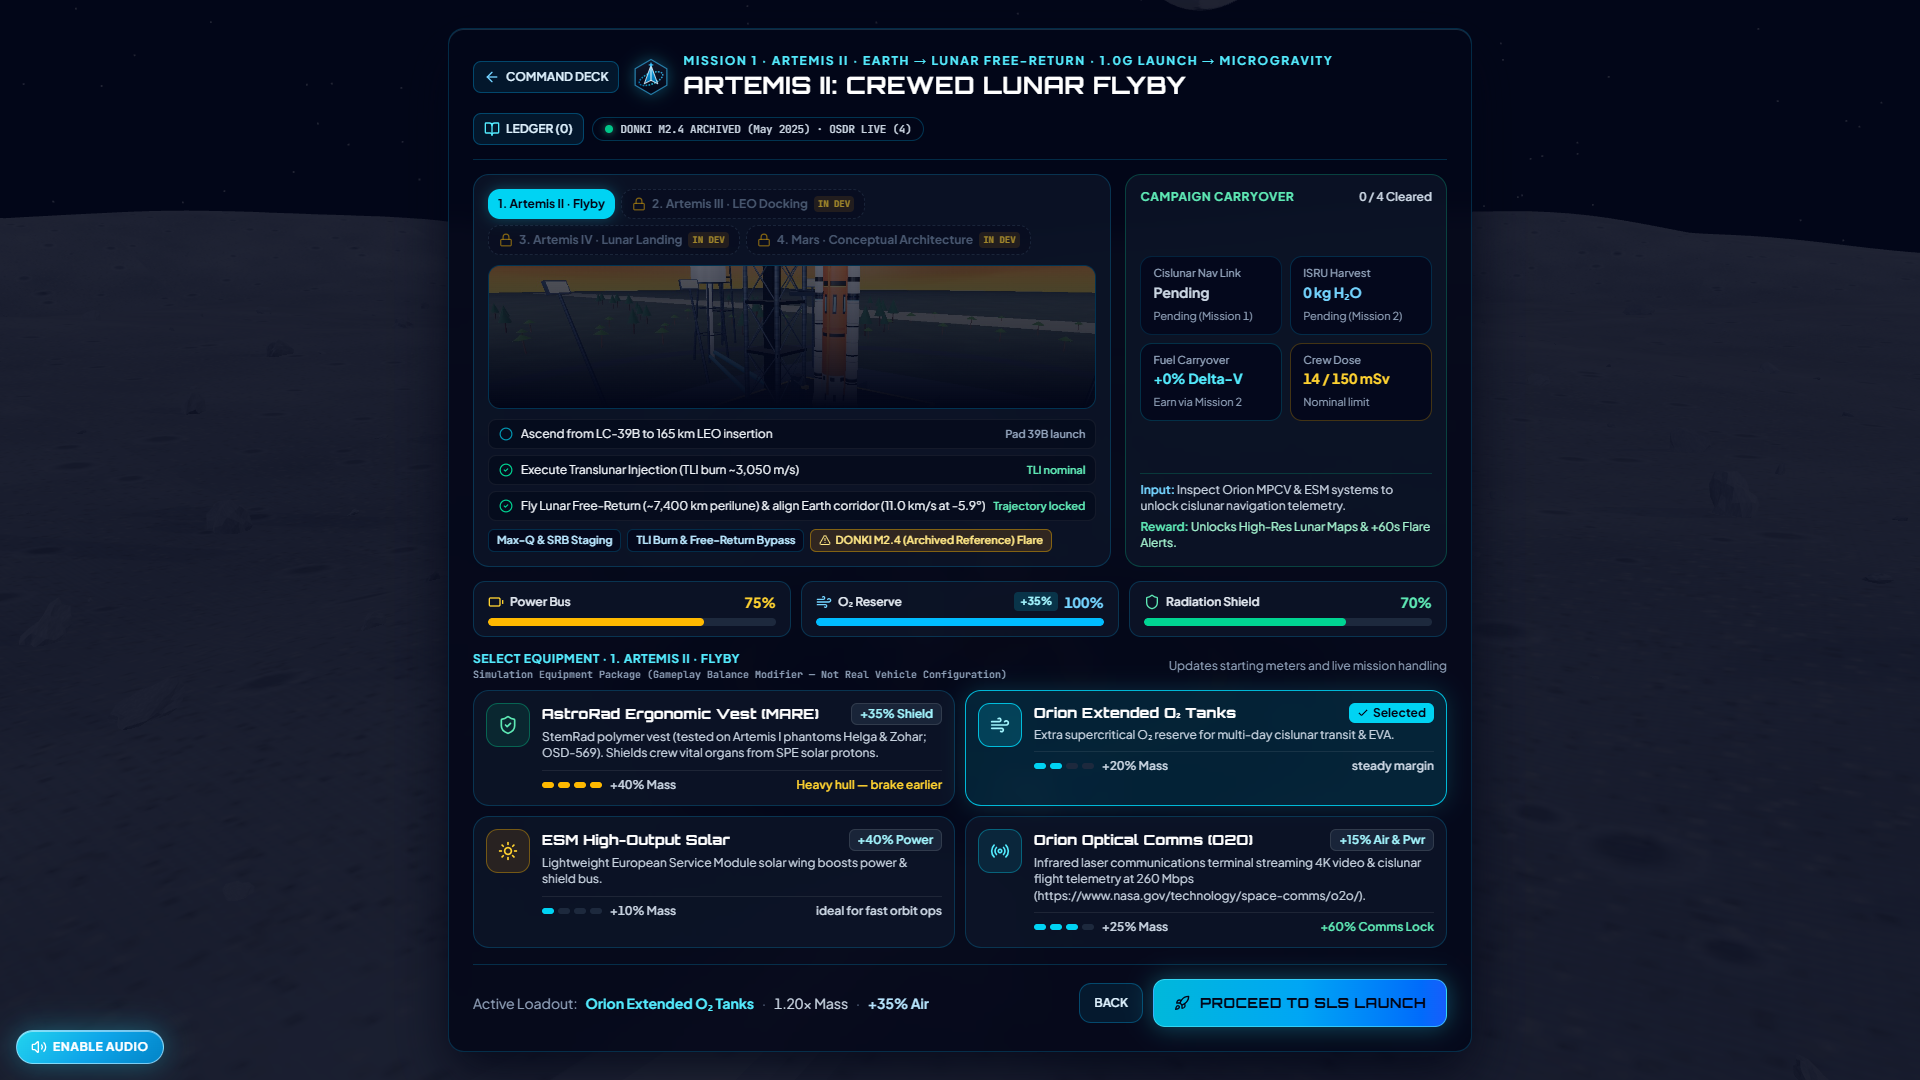 COMMAND DECK
MISSION 1 · ARTEMIS II · EARTH → LUNAR FREE-RETURN · 1.0G LAUNCH → MICROGRAVITY
ARTEMIS II: CREWED LUNAR FLYBY
LEDGER (0)
DONKI M2.4 ARCHIVED (May 2025) · OSDR LIVE (4)
1. Artemis II · Flyby
2. Artemis III · LEO Docking IN DEV
3. Artemis IV · Lunar Landing IN DEV
4. Mars · Conceptual Architecture IN DEV
Ascend from LC-39B to 165 km LEO insertion Pad 39B launch
Execute Translunar Injection (TLI burn ~3,050 m/s) TLI nominal
Fly Lunar Free-Return (~7,400 km perilune) & align Earth corridor (11.0 km/s at -5.9°) Trajectory locked
Max-Q & SRB Staging
TLI Burn & Free-Return Bypass
DONKI M2.4 (Archived Reference) Flare
CAMPAIGN CARRYOVER 0 / 4 Cleared
Cislunar Nav Link
Pending
Pending (Mission 1)
ISRU Harvest
0 kg H₂O
Pending (Mission 2)
Fuel Carryover
+0% Delta-V
Earn via Mission 2
Crew Dose
14 / 150 mSv
Nominal limit
Input: Inspect Orion MPCV & ESM systems to
unlock cislunar navigation telemetry.
Reward: Unlocks High-Res Lunar Maps & +60s Flare
Alerts.
Power Bus 75%
O₂ Reserve +35% 100%
Radiation Shield 70%
SELECT EQUIPMENT · 1. ARTEMIS II · FLYBY
Simulation Equipment Package (Gameplay Balance Modifier — Not Real Vehicle Configuration)
Updates starting meters and live mission handling
AstroRad Ergonomic Vest (MARE) +35% Shield
StemRad polymer vest (tested on Artemis I phantoms Helga & Zohar;
OSD-569). Shields crew vital organs from SPE solar protons.
+40% Mass Heavy hull — brake earlier
Orion Extended O₂ Tanks Selected
Extra supercritical O₂ reserve for multi-day cislunar transit & EVA.
+20% Mass steady margin
ESM High-Output Solar +40% Power
Lightweight European Service Module solar wing boosts power &
shield bus.
+10% Mass ideal for fast orbit ops
Orion Optical Comms (O2O) +15% Air & Pwr
Infrared laser communications terminal streaming 4K video & cislunar
flight telemetry at 260 Mbps
(https://www.nasa.gov/technology/space-comms/o2o/).
+25% Mass +60% Comms Lock
Active Loadout: Orion Extended O₂ Tanks · 1.20× Mass · +35% Air
BACK
PROCEED TO SLS LAUNCH
ENABLE AUDIO